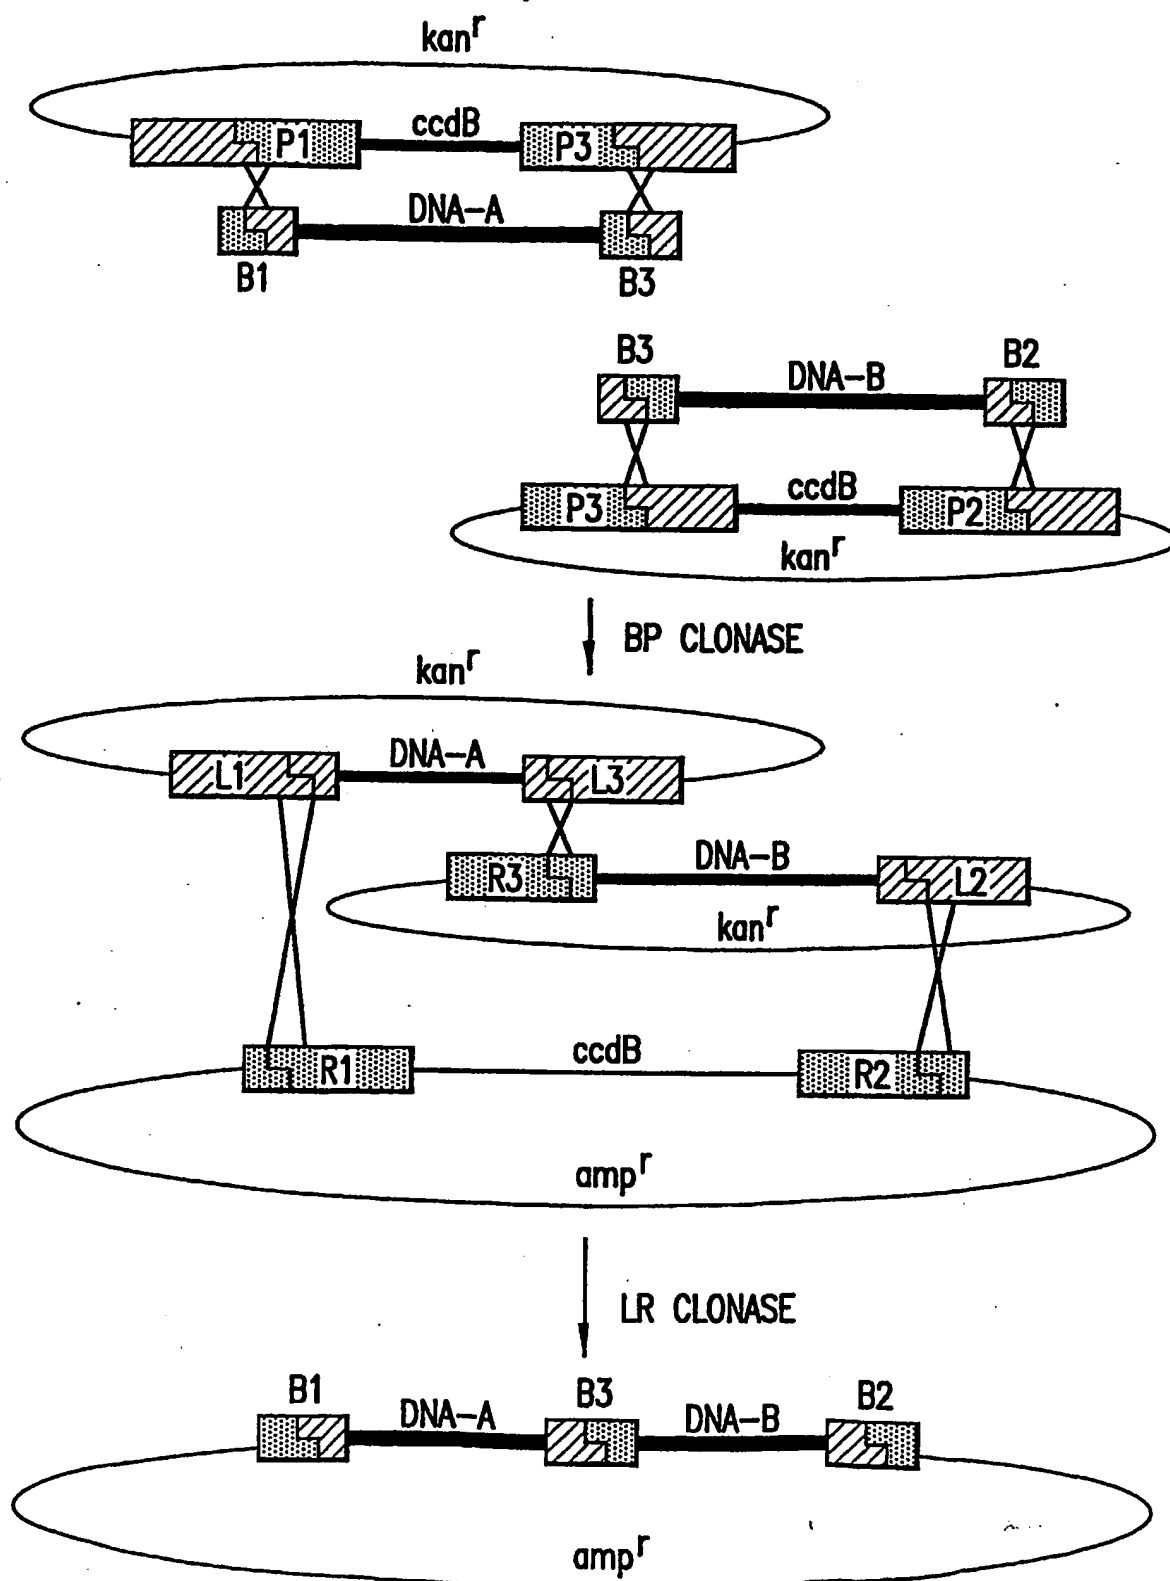 kanʳ
P1 ccdB P3
DNA-A
B1 B3
B3 DNA-B B2
P3 ccdB P2
kanʳ
BP CLONASE
kanʳ
L1 DNA-A L3
R3 DNA-B L2
kanʳ
R1 ccdB R2
ampʳ
LR CLONASE
B1 DNA-A B3 DNA-B B2
ampʳ